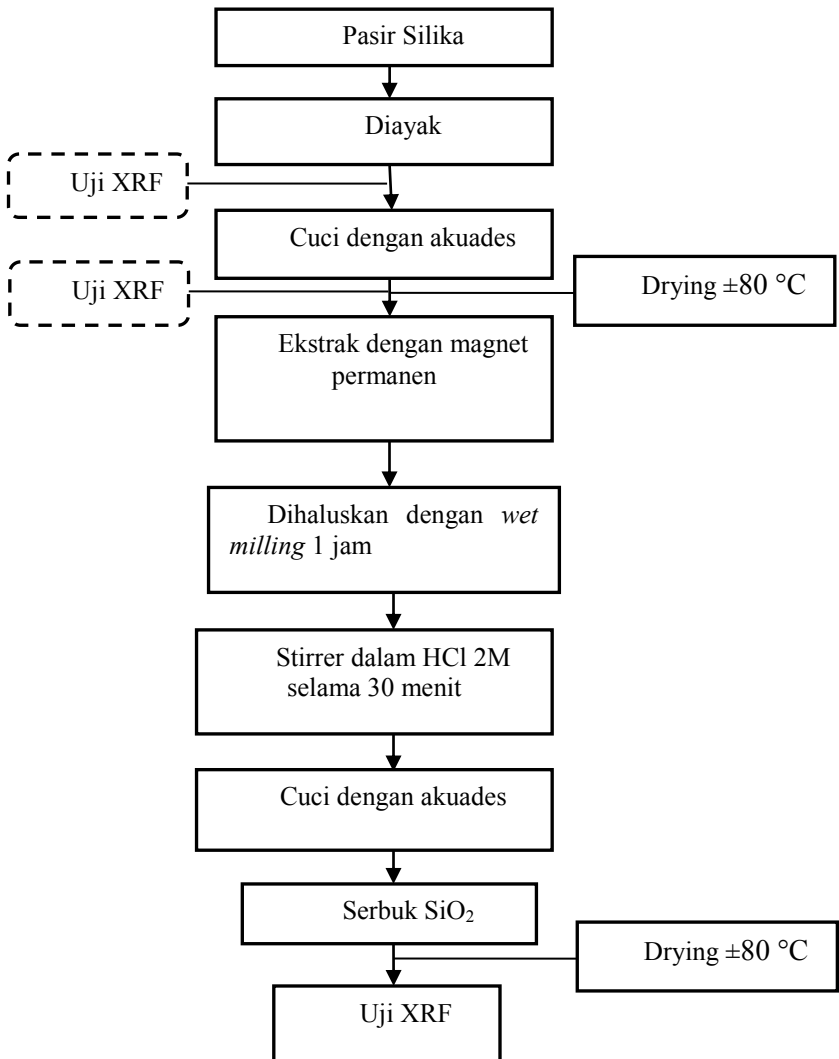 Pasir Silika
Diayak
Uji XRF
Cuci dengan akuades
Uji XRF
Drying ±80 °C
Ekstrak dengan magnet
permanen
Dihaluskan dengan wet
milling 1 jam
Stirrer dalam HCl 2M
selama 30 menit
Cuci dengan akuades
Serbuk SiO₂
Drying ±80 °C
Uji XRF